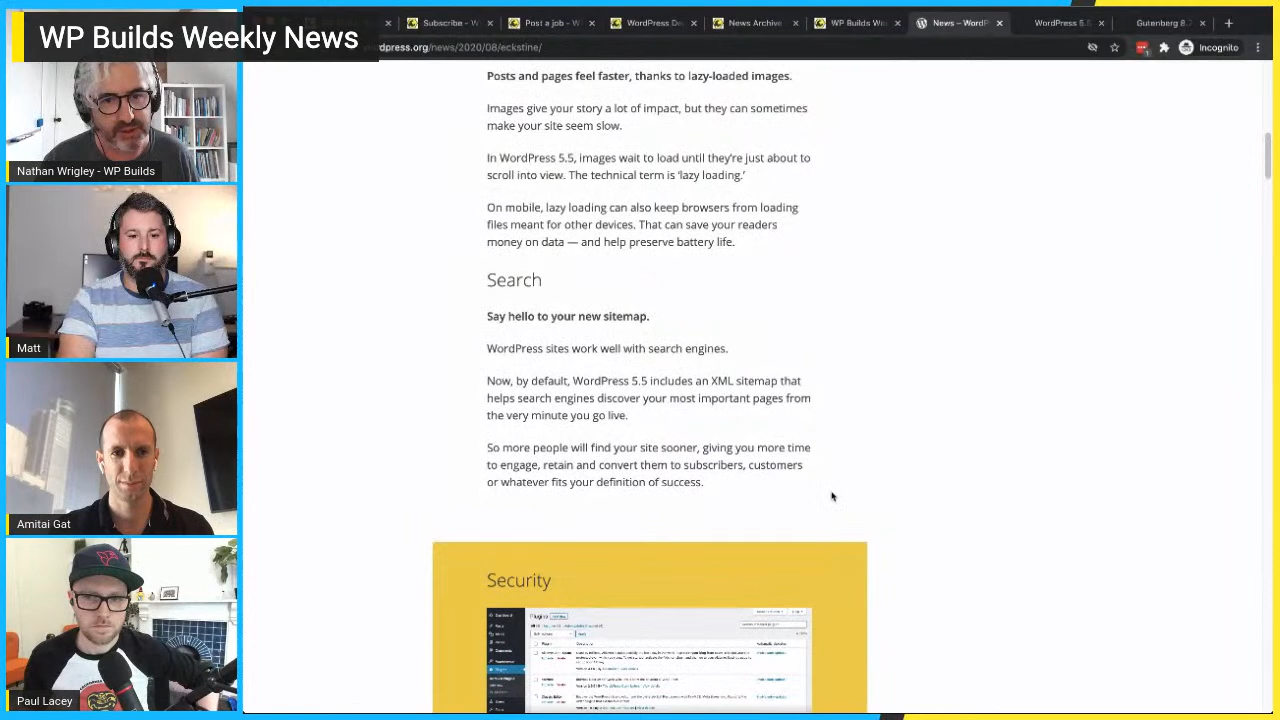 WP Builds Weekly News
Subscribe - W
Post a job - W
WordPress De
News Archive
WP Builds We
News – WordP
WordPress 5.5
Gutenberg 8.7
dpress.org/news/2020/08/eckstine/
Incognito
Posts and pages feel faster, thanks to lazy-loaded images.
Images give your story a lot of impact, but they can sometimes
make your site seem slow.
In WordPress 5.5, images wait to load until they're just about to
scroll into view. The technical term is 'lazy loading.'
On mobile, lazy loading can also keep browsers from loading
files meant for other devices. That can save your readers
money on data — and help preserve battery life.
Search
Say hello to your new sitemap.
WordPress sites work well with search engines.
Now, by default, WordPress 5.5 includes an XML sitemap that
helps search engines discover your most important pages from
the very minute you go live.
So more people will find your site sooner, giving you more time
to engage, retain and convert them to subscribers, customers
or whatever fits your definition of success.
Security
Plugins
Nathan Wrigley - WP Builds
Matt
Amitai Gat
Paul Lacey